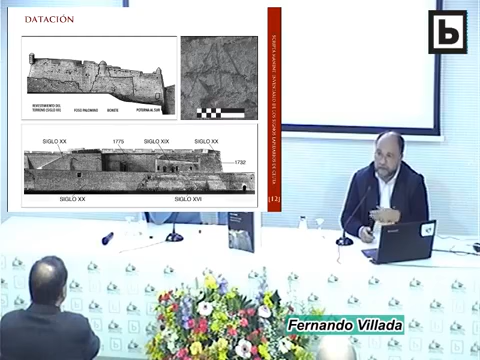 DATACIÓN
b
REVESTIMIENTO DEL
TERRENO (SIGLO XX)
POZO PALOMINO
BONETE
POTERNA AL SUR
SIGLO XX
1775
SIGLO XIX
SIGLO XX
1732
SIGLO XX
SIGLO XVI
[12]
Fernando Villada